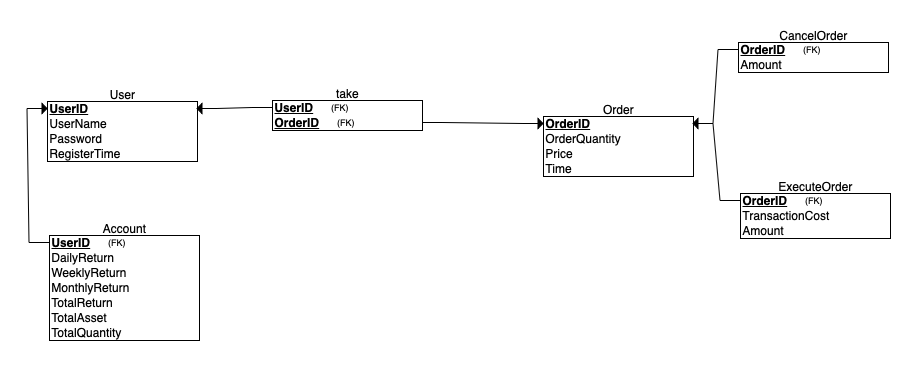 User
UserID
UserName
Password
RegisterTime
take
UserID (FK)
OrderID (FK)
Order
OrderID
OrderQuantity
Price
Time
CancelOrder
OrderID (FK)
Amount
ExecuteOrder
OrderID (FK)
TransactionCost
Amount
Account
UserID (FK)
DailyReturn
WeeklyReturn
MonthlyReturn
TotalReturn
TotalAsset
TotalQuantity